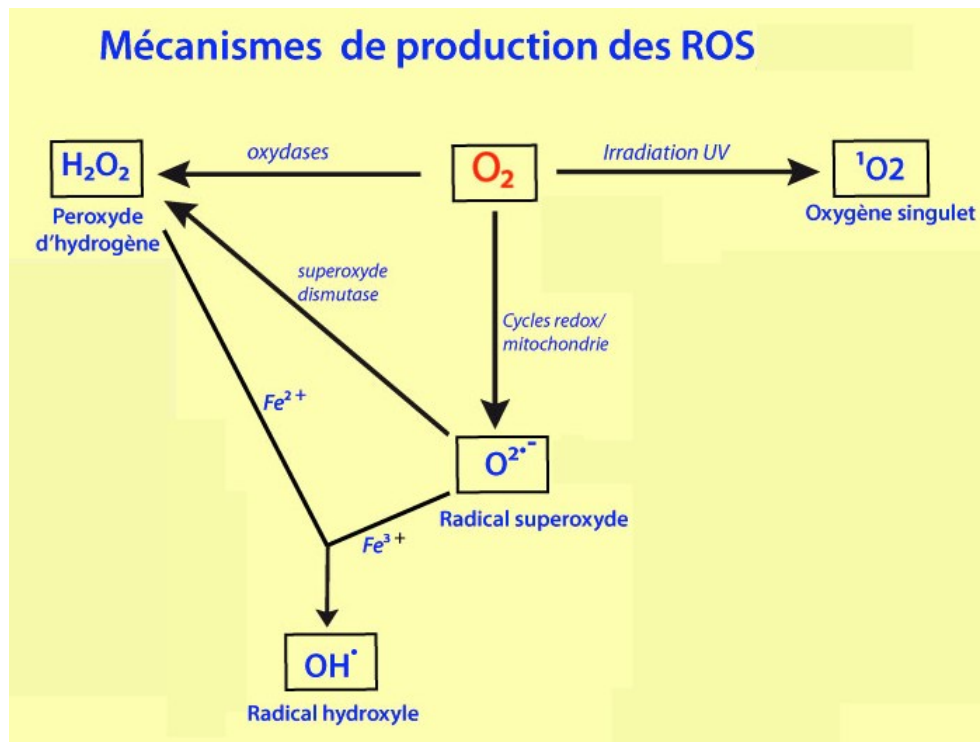 Mécanismes de production des ROS
H₂O₂
oxydases
O₂
Irradiation UV
¹O2
Peroxyde
d'hydrogène
Oxygène singulet
superoxyde
dismutase
Cycles redox/
mitochondrie
Fe²⁺
O²•⁻
Radical superoxyde
Fe³⁺
OH•
Radical hydroxyle